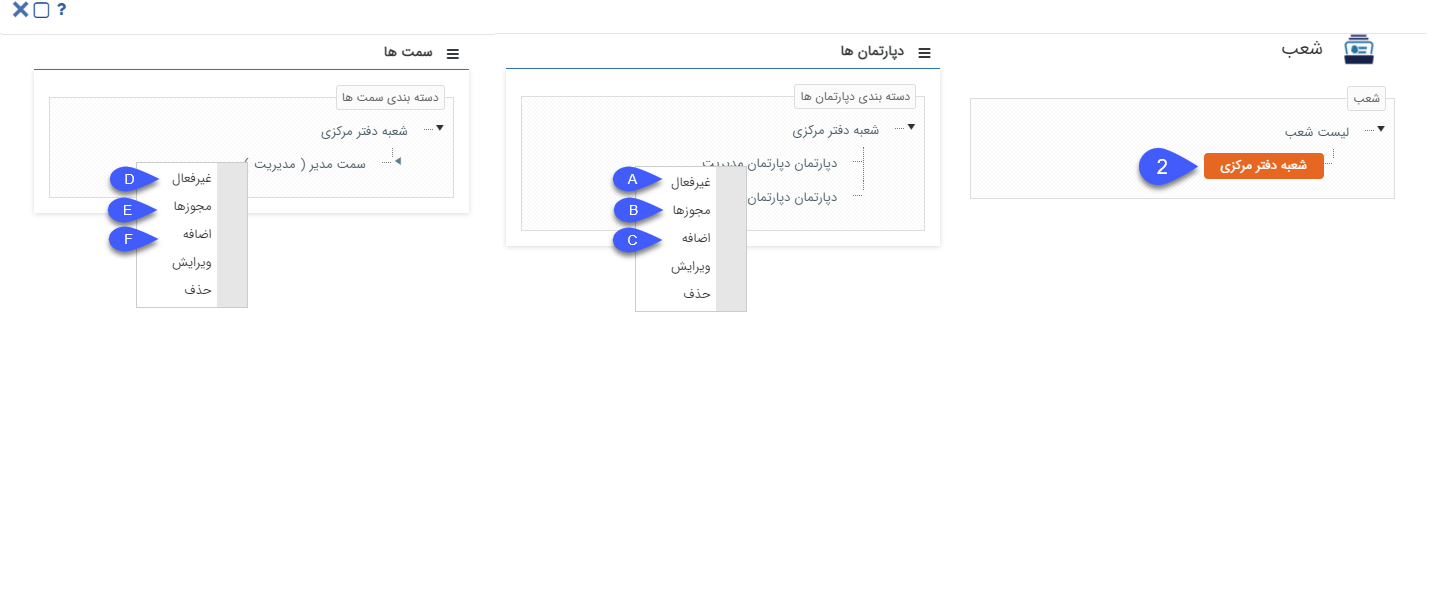 ?
شعب
شعب
لیست شعب
شعبه دفتر مرکزی
2
دپارتمان ها
دسته بندی دپارتمان ها
شعبه دفتر مرکزی
دپارتمان دپارتمان مدیریت
دپارتمان دپارتمان
غیرفعال
A
مجوزها
B
اضافه
C
ویرایش
حذف
سمت ها
دسته بندی سمت ها
شعبه دفتر مرکزی
سمت مدیر ( مدیریت )
غیرفعال
D
مجوزها
E
اضافه
F
ویرایش
حذف